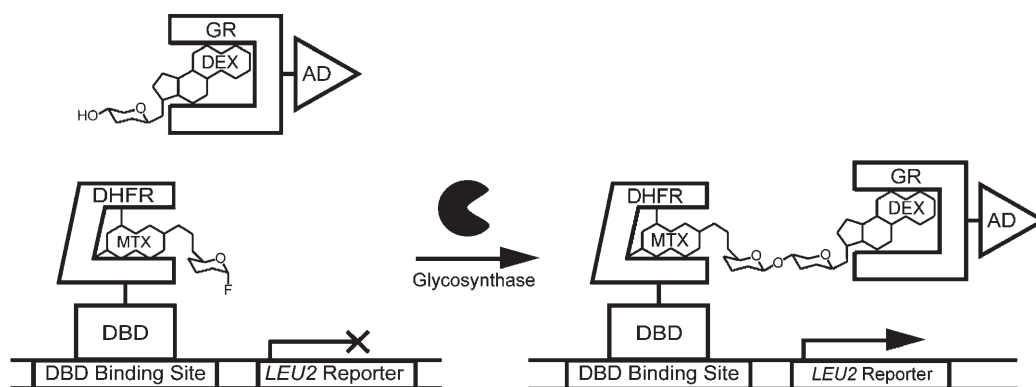 GR
DEX
AD
HO
O
DHFR
MTX
O
F
DBD
DBD Binding Site
LEU2 Reporter
Glycosynthase
DHFR
MTX
O
O
O
GR
DEX
AD
DBD
DBD Binding Site
LEU2 Reporter